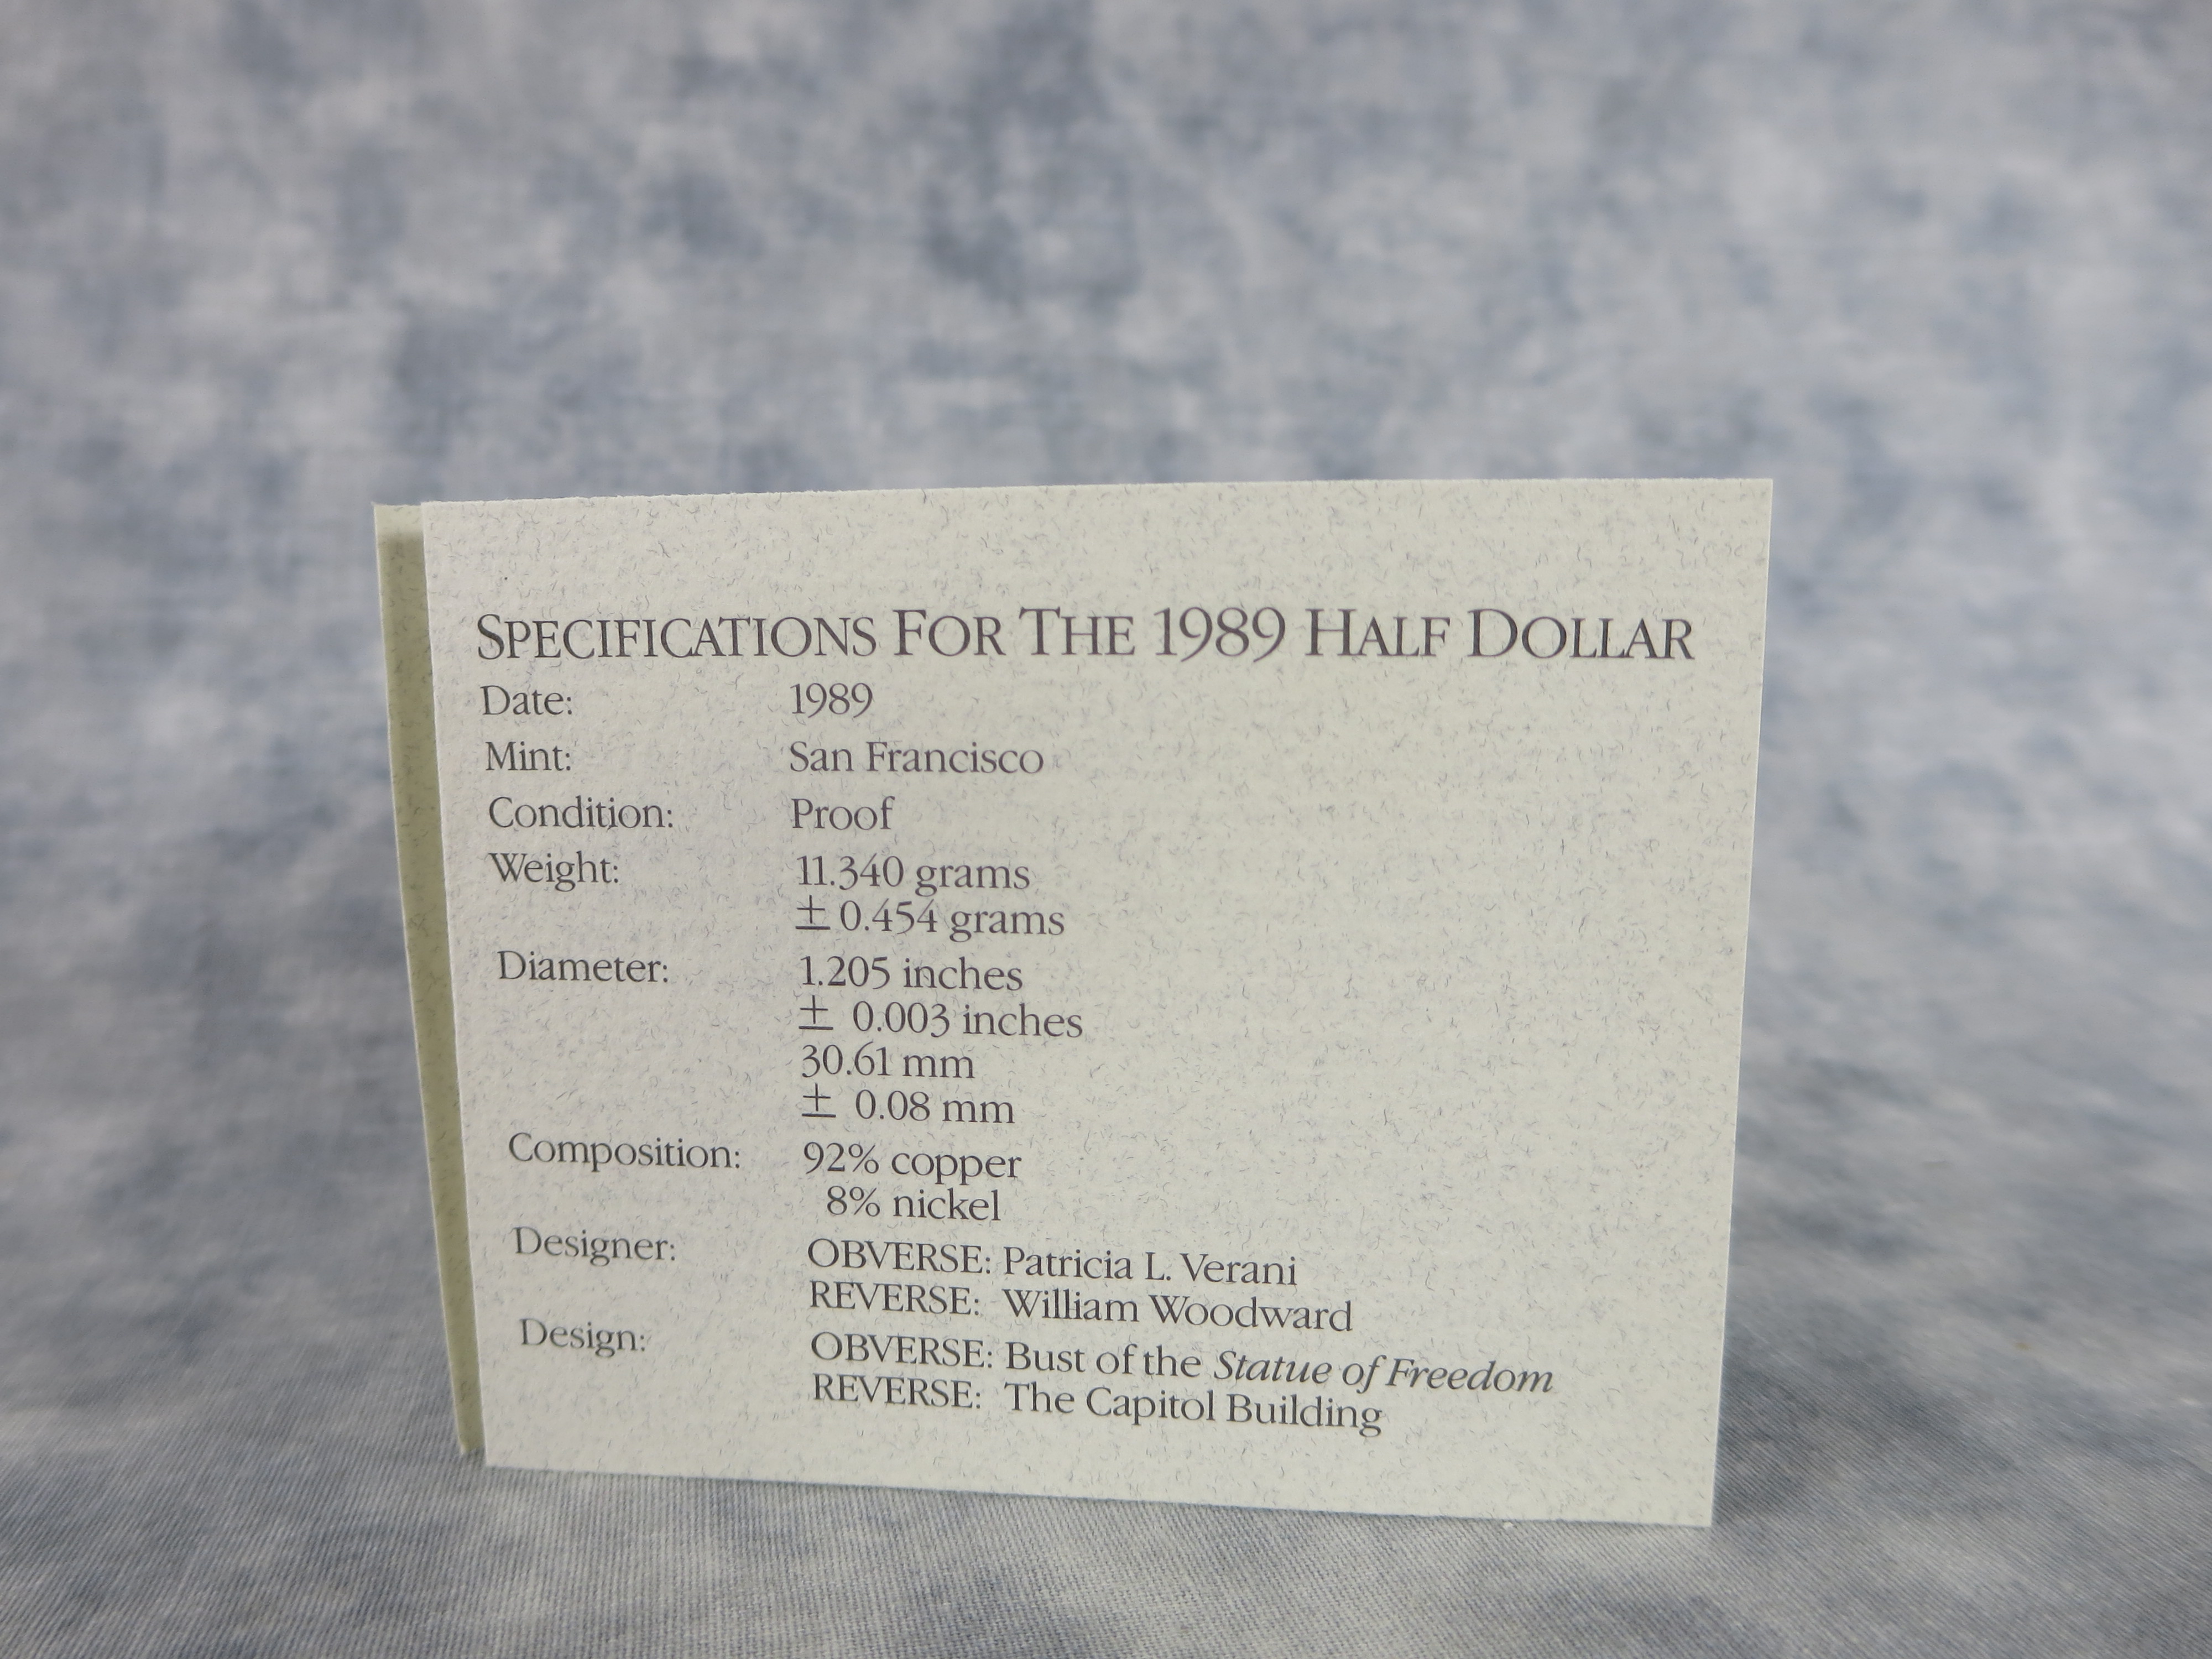 SPECIFICATIONS FOR THE 1989 HALF DOLLAR
Date: 1989
Mint: San Francisco
Condition: Proof
Weight: 11.340 grams
± 0.454 grams
Diameter: 1.205 inches
± 0.003 inches
30.61 mm
± 0.08 mm
Composition: 92% copper
8% nickel
Designer: OBVERSE: Patricia L. Verani
REVERSE: William Woodward
Design: OBVERSE: Bust of the Statue of Freedom
REVERSE: The Capitol Building